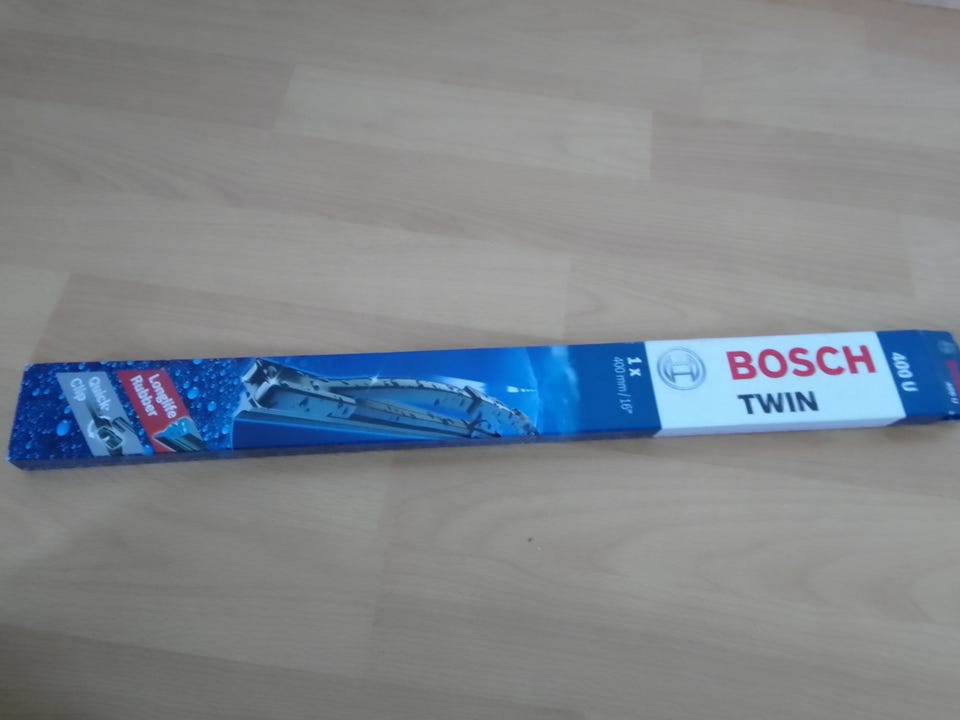 Quick-
Clip
Longlife
Rubber
1 x
400 mm/16"
BOSCH
TWIN
400 U